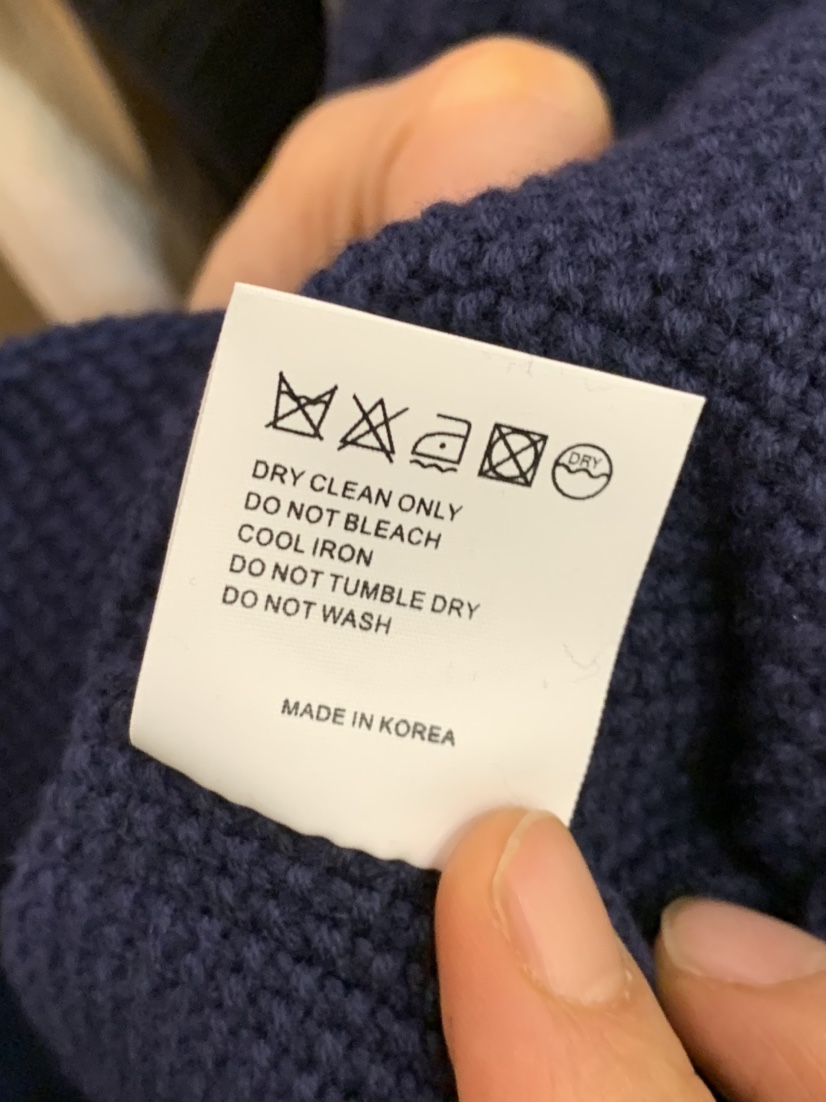 DRY
DRY CLEAN ONLY
DO NOT BLEACH
COOL IRON
DO NOT TUMBLE DRY
DO NOT WASH
MADE IN KOREA